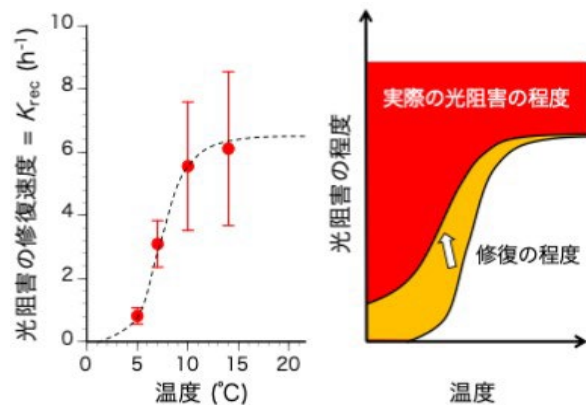 光阻害の修復速度 = Krec (h-1)
10
8
6
4
2
0
0
5
10
15
20
温度 (℃)
光阻害の程度
実際の光阻害の程度
修復の程度
温度